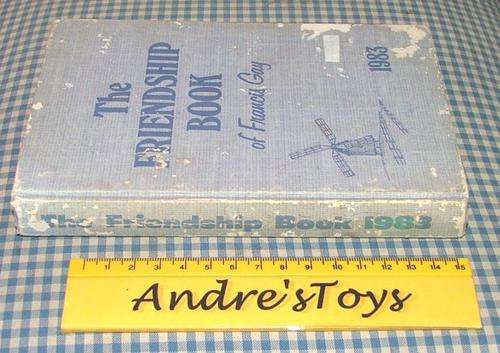 The
FRIENDSHIP
BOOK
of Francis Gay
1983
The Friendship Book 1983
1 2 3 4 5 6 7 8 9 10 11 12 13 14 15
Andre'sToys